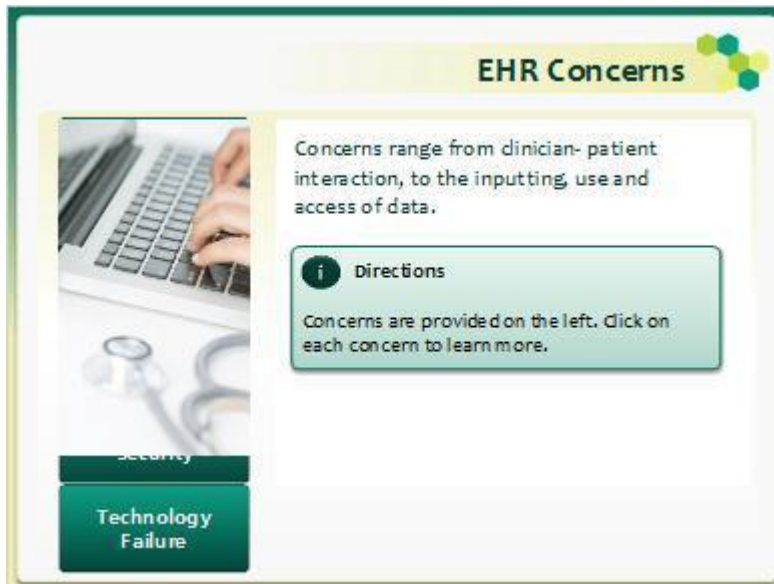 EHR Concerns
Concerns range from clinician- patient
interaction, to the inputting, use and
access of data.
i Directions
Concerns are provided on the left. Click on
each concern to learn more.
Security
Technology
Failure